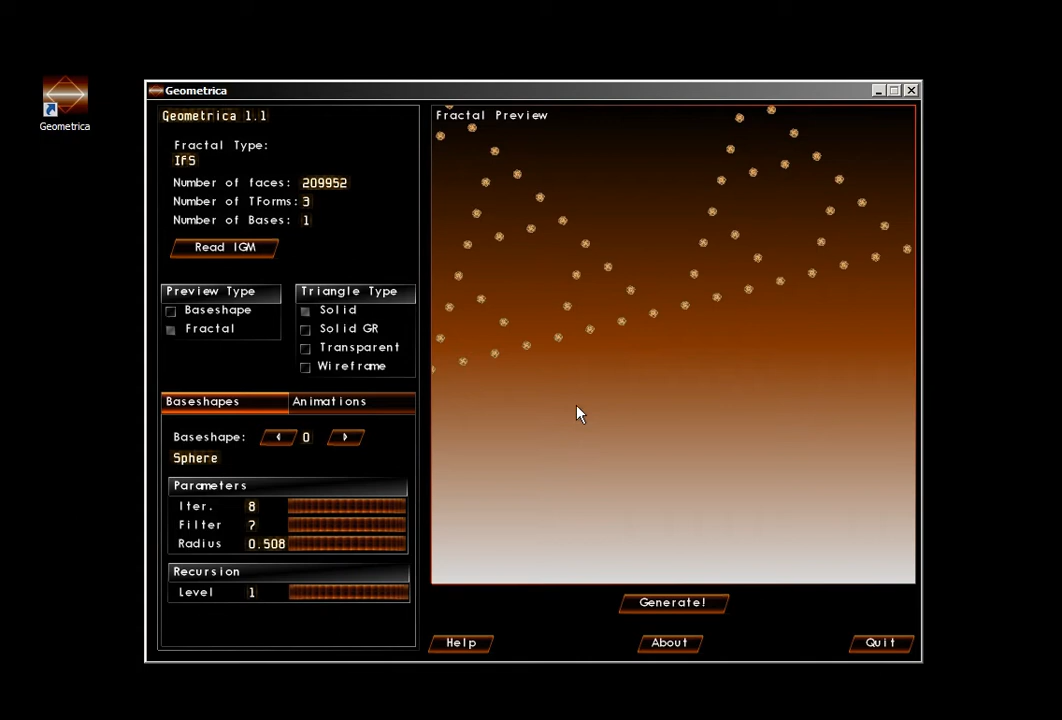 Geometrica
Geometrica
Geometrica 1.1
Fractal Type:
IFS
Number of faces: 209952
Number of TForms: 3
Number of Bases: 1
Read IGM
Preview Type
Baseshape
Fractal
Triangle Type
Solid
Solid GR
Transparent
Wireframe
Baseshapes
Animations
Baseshape: 0
Sphere
Parameters
Iter. 8
Filter 7
Radius 0.508
Recursion
Level 1
Fractal Preview
Generate!
Help
About
Quit